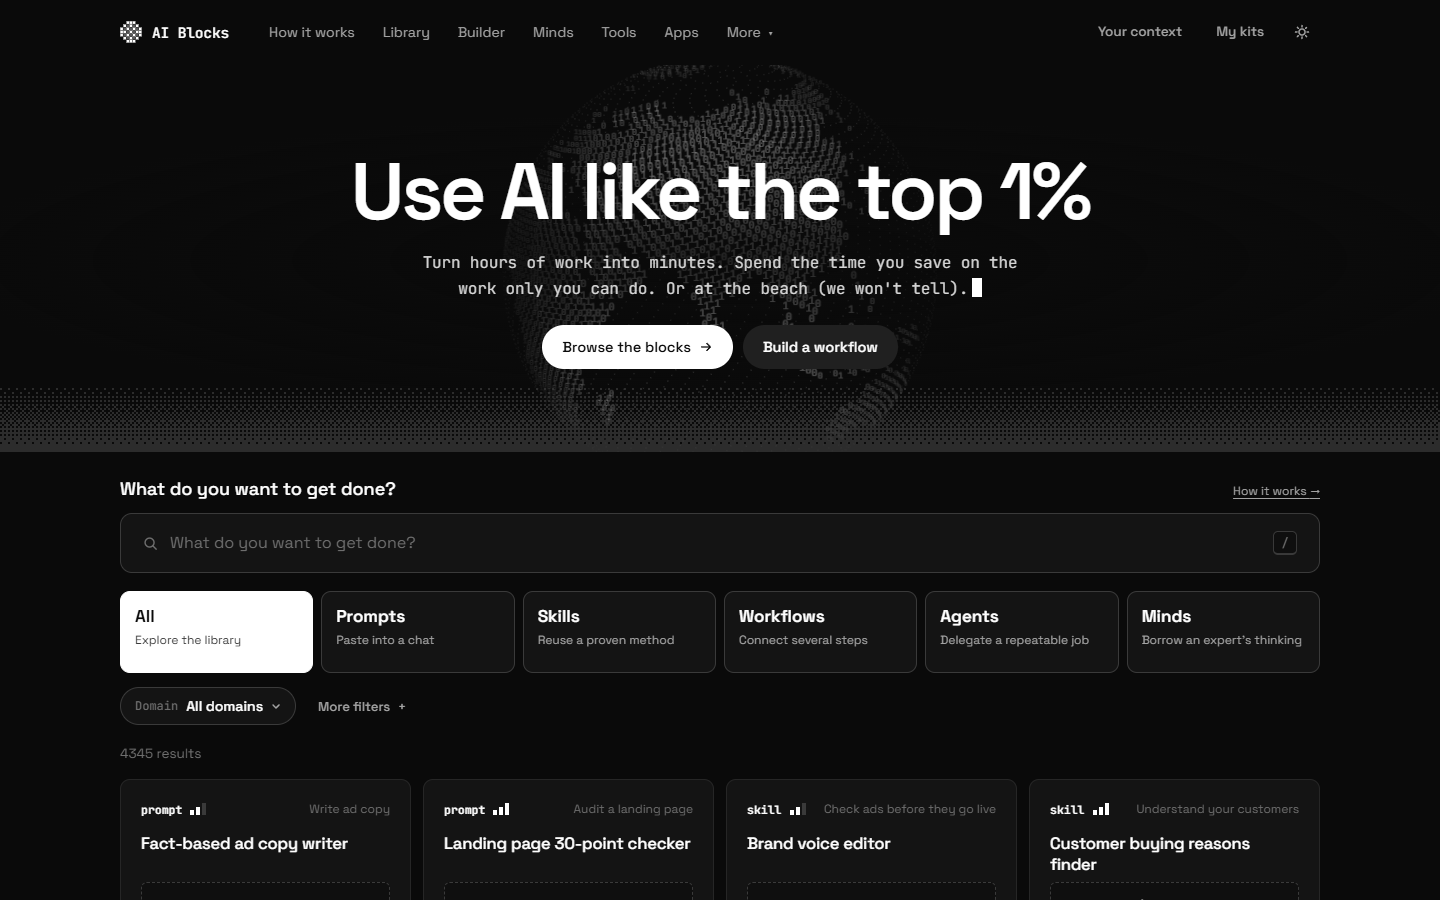 AI Blocks
How it works
Library
Builder
Minds
Tools
Apps
More
Your context
My kits
Use AI like the top 1%
Turn hours of work into minutes. Spend the time you save on the
work only you can do. Or at the beach (we won't tell).
Browse the blocks →
Build a workflow
What do you want to get done?
How it works →
What do you want to get done?
/
All
Explore the library
Prompts
Paste into a chat
Skills
Reuse a proven method
Workflows
Connect several steps
Agents
Delegate a repeatable job
Minds
Borrow an expert's thinking
Domain All domains
More filters +
4345 results
prompt
Write ad copy
Fact-based ad copy writer
prompt
Audit a landing page
Landing page 30-point checker
skill
Check ads before they go live
Brand voice editor
skill
Understand your customers
Customer buying reasons
finder